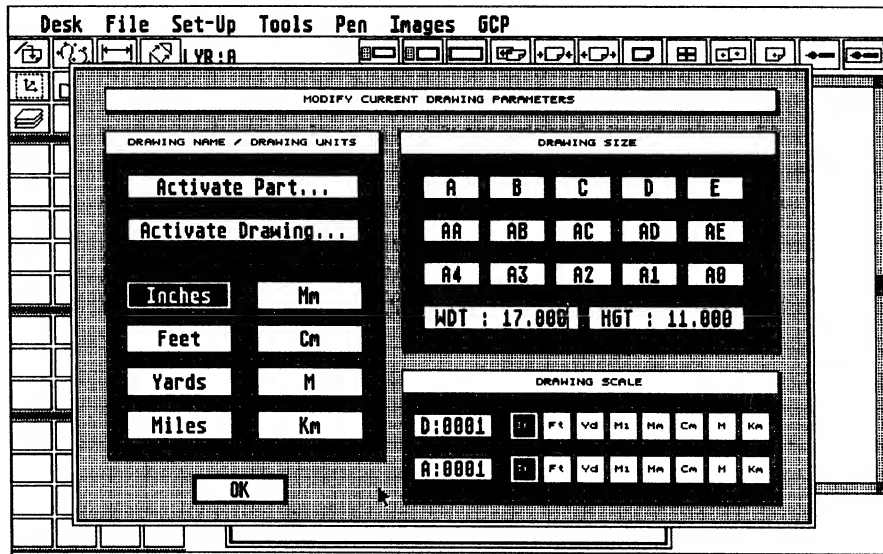 Desk File Set-Up Tools Pen Images GCP
LYR:A
MODIFY CURRENT DRAWING PARAMETERS
DRAWING NAME / DRAWING UNITS
Activate Part...
Activate Drawing...
Inches Mm
Feet Cm
Yards M
Miles Km
OK
DRAWING SIZE
A B C D E
AA AB AC AD AE
A4 A3 A2 A1 A0
WDT : 17.000 HGT : 11.000
DRAWING SCALE
D:0001 Ft Yd Mi Mm Cm M Km
A:0001 Ft Yd Mi Mm Cm M Km